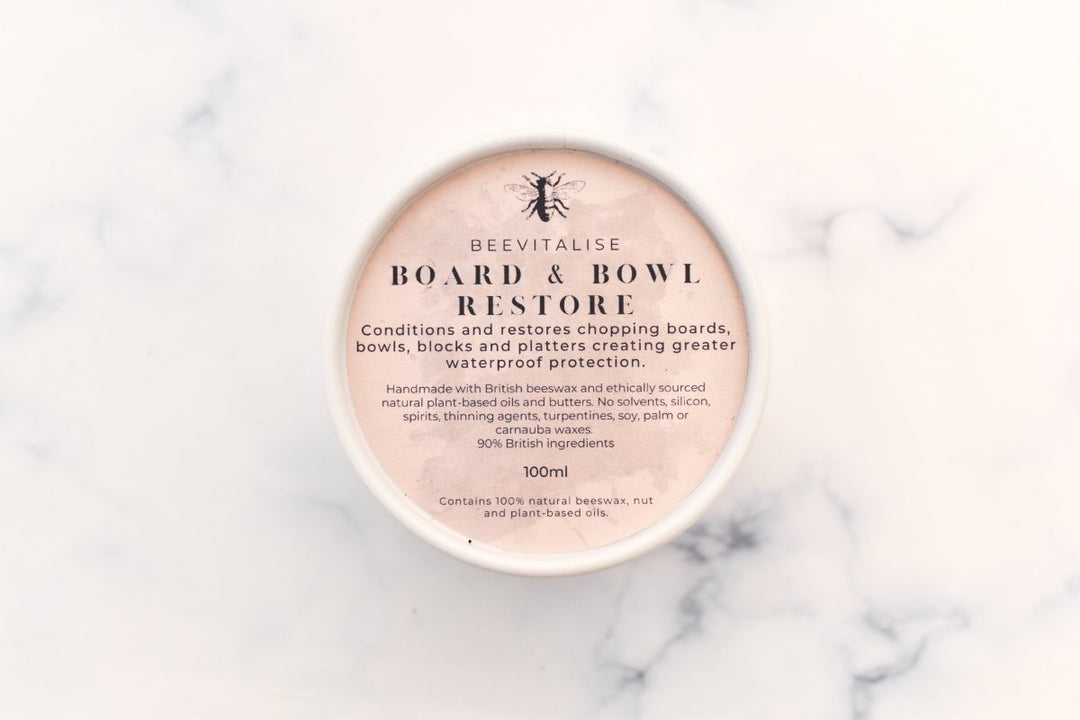 BEEVITALISE
BOARD & BOWL
RESTORE
Conditions and restores chopping boards,
bowls, blocks and platters creating greater
waterproof protection.
Handmade with British beeswax and ethically sourced
natural plant-based oils and butters. No solvents, silicon,
spirits, thinning agents, turpentines, soy, palm or
carnauba waxes.
90% British ingredients
100ml
Contains 100% natural beeswax, nut
and plant-based oils.